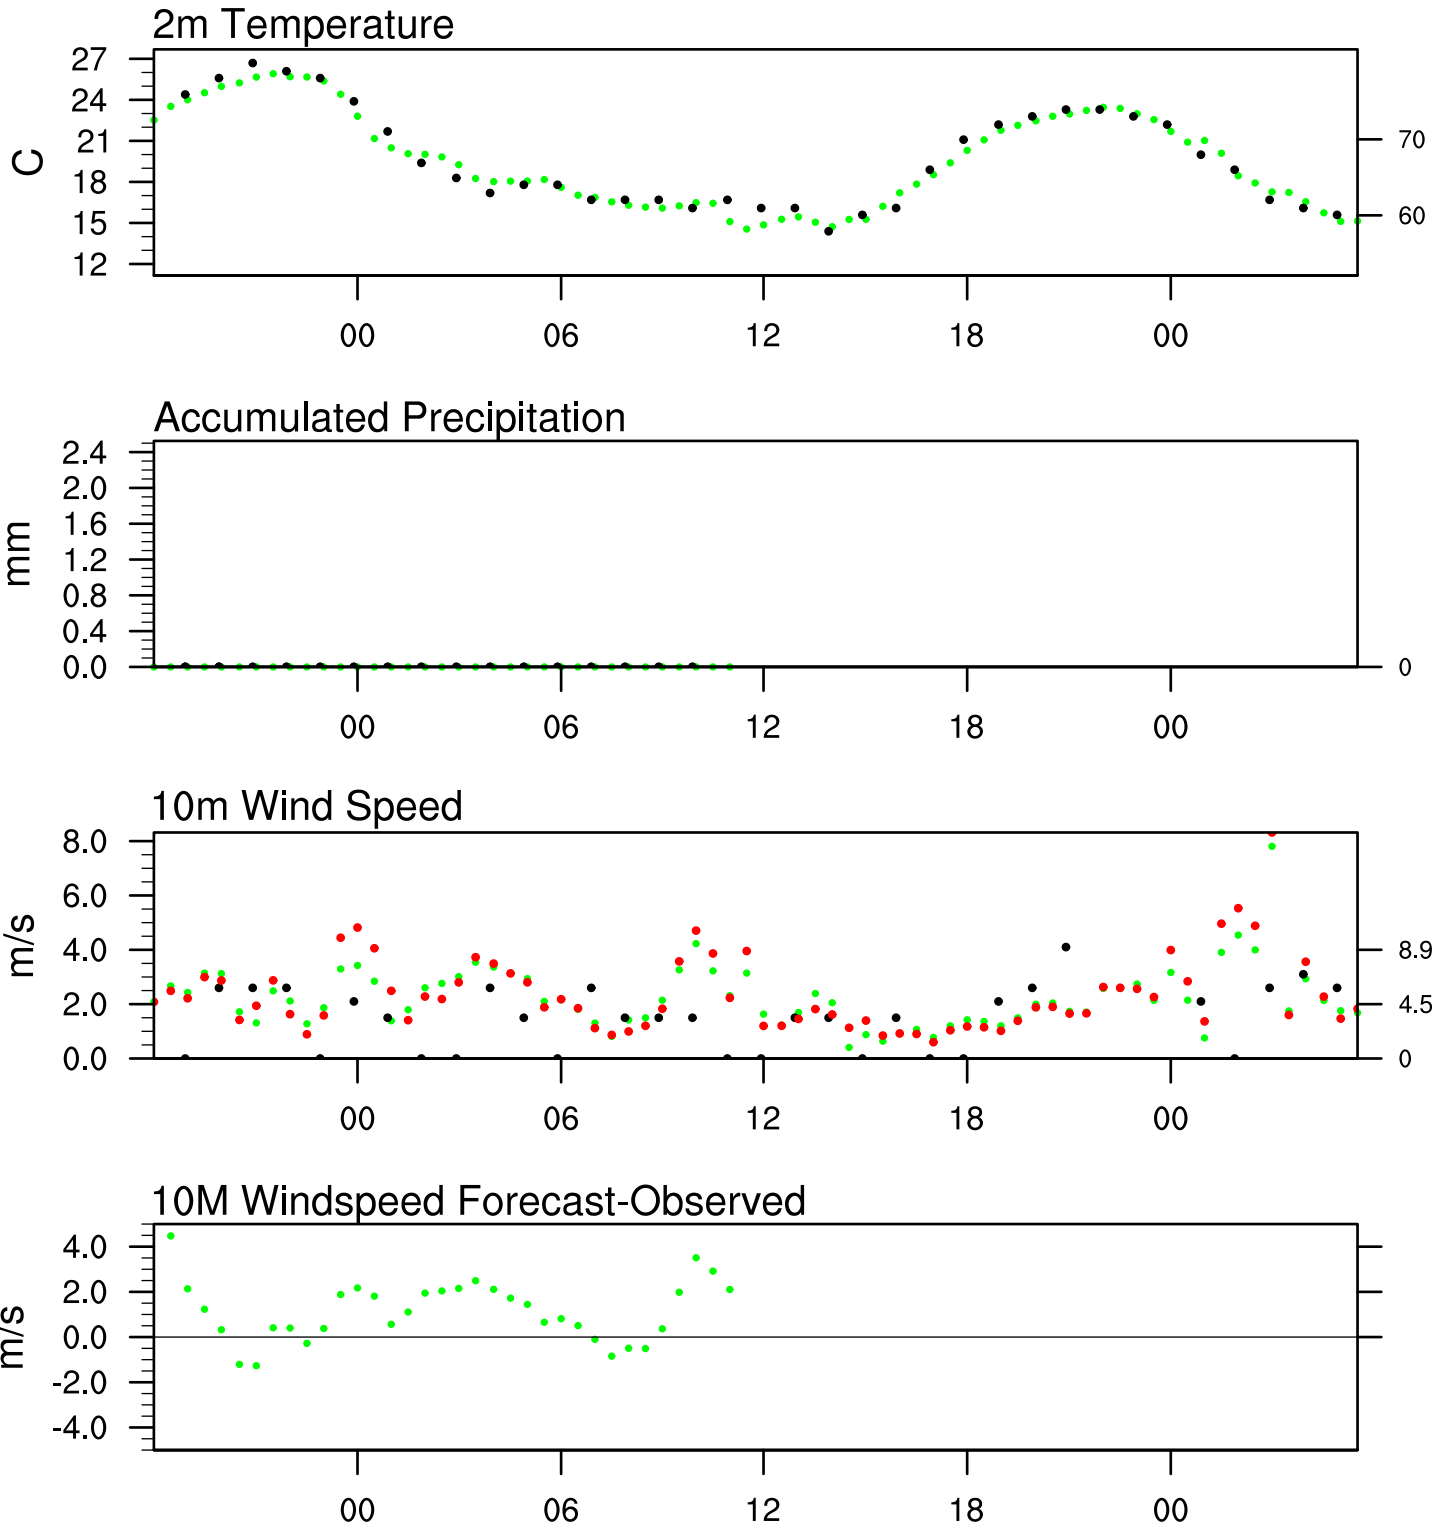 2m Temperature
27
24
21
18
15
12
C
70
60
00 06 12 18 00
Accumulated Precipitation
2.4
2.0
1.6
1.2
0.8
0.4
0.0
mm
0
00 06 12 18 00
10m Wind Speed
8.0
6.0
4.0
2.0
0.0
m/s
8.9
4.5
0
00 06 12 18 00
10M Windspeed Forecast-Observed
4.0
2.0
0.0
-2.0
-4.0
m/s
00 06 12 18 00